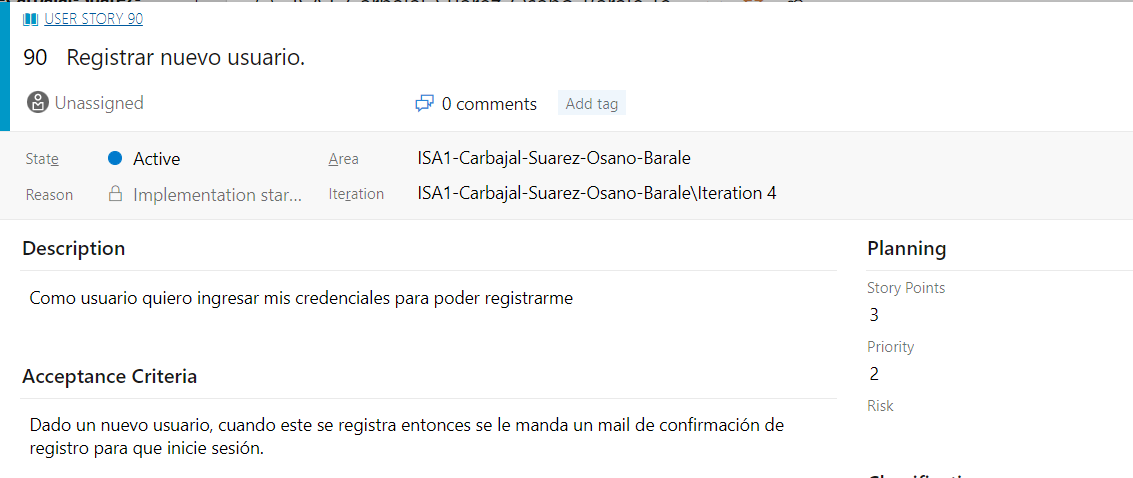 USER STORY 90
90 Registrar nuevo usuario.
Unassigned
0 comments
Add tag
State
Active
Area
ISA1-Carbajal-Suarez-Osano-Barale
Reason
Implementation star...
Iteration
ISA1-Carbajal-Suarez-Osano-Barale\Iteration 4
Description
Como usuario quiero ingresar mis credenciales para poder registrarme
Acceptance Criteria
Dado un nuevo usuario, cuando este se registra entonces se le manda un mail de confirmación de
registro para que inicie sesión.
Planning
Story Points
3
Priority
2
Risk